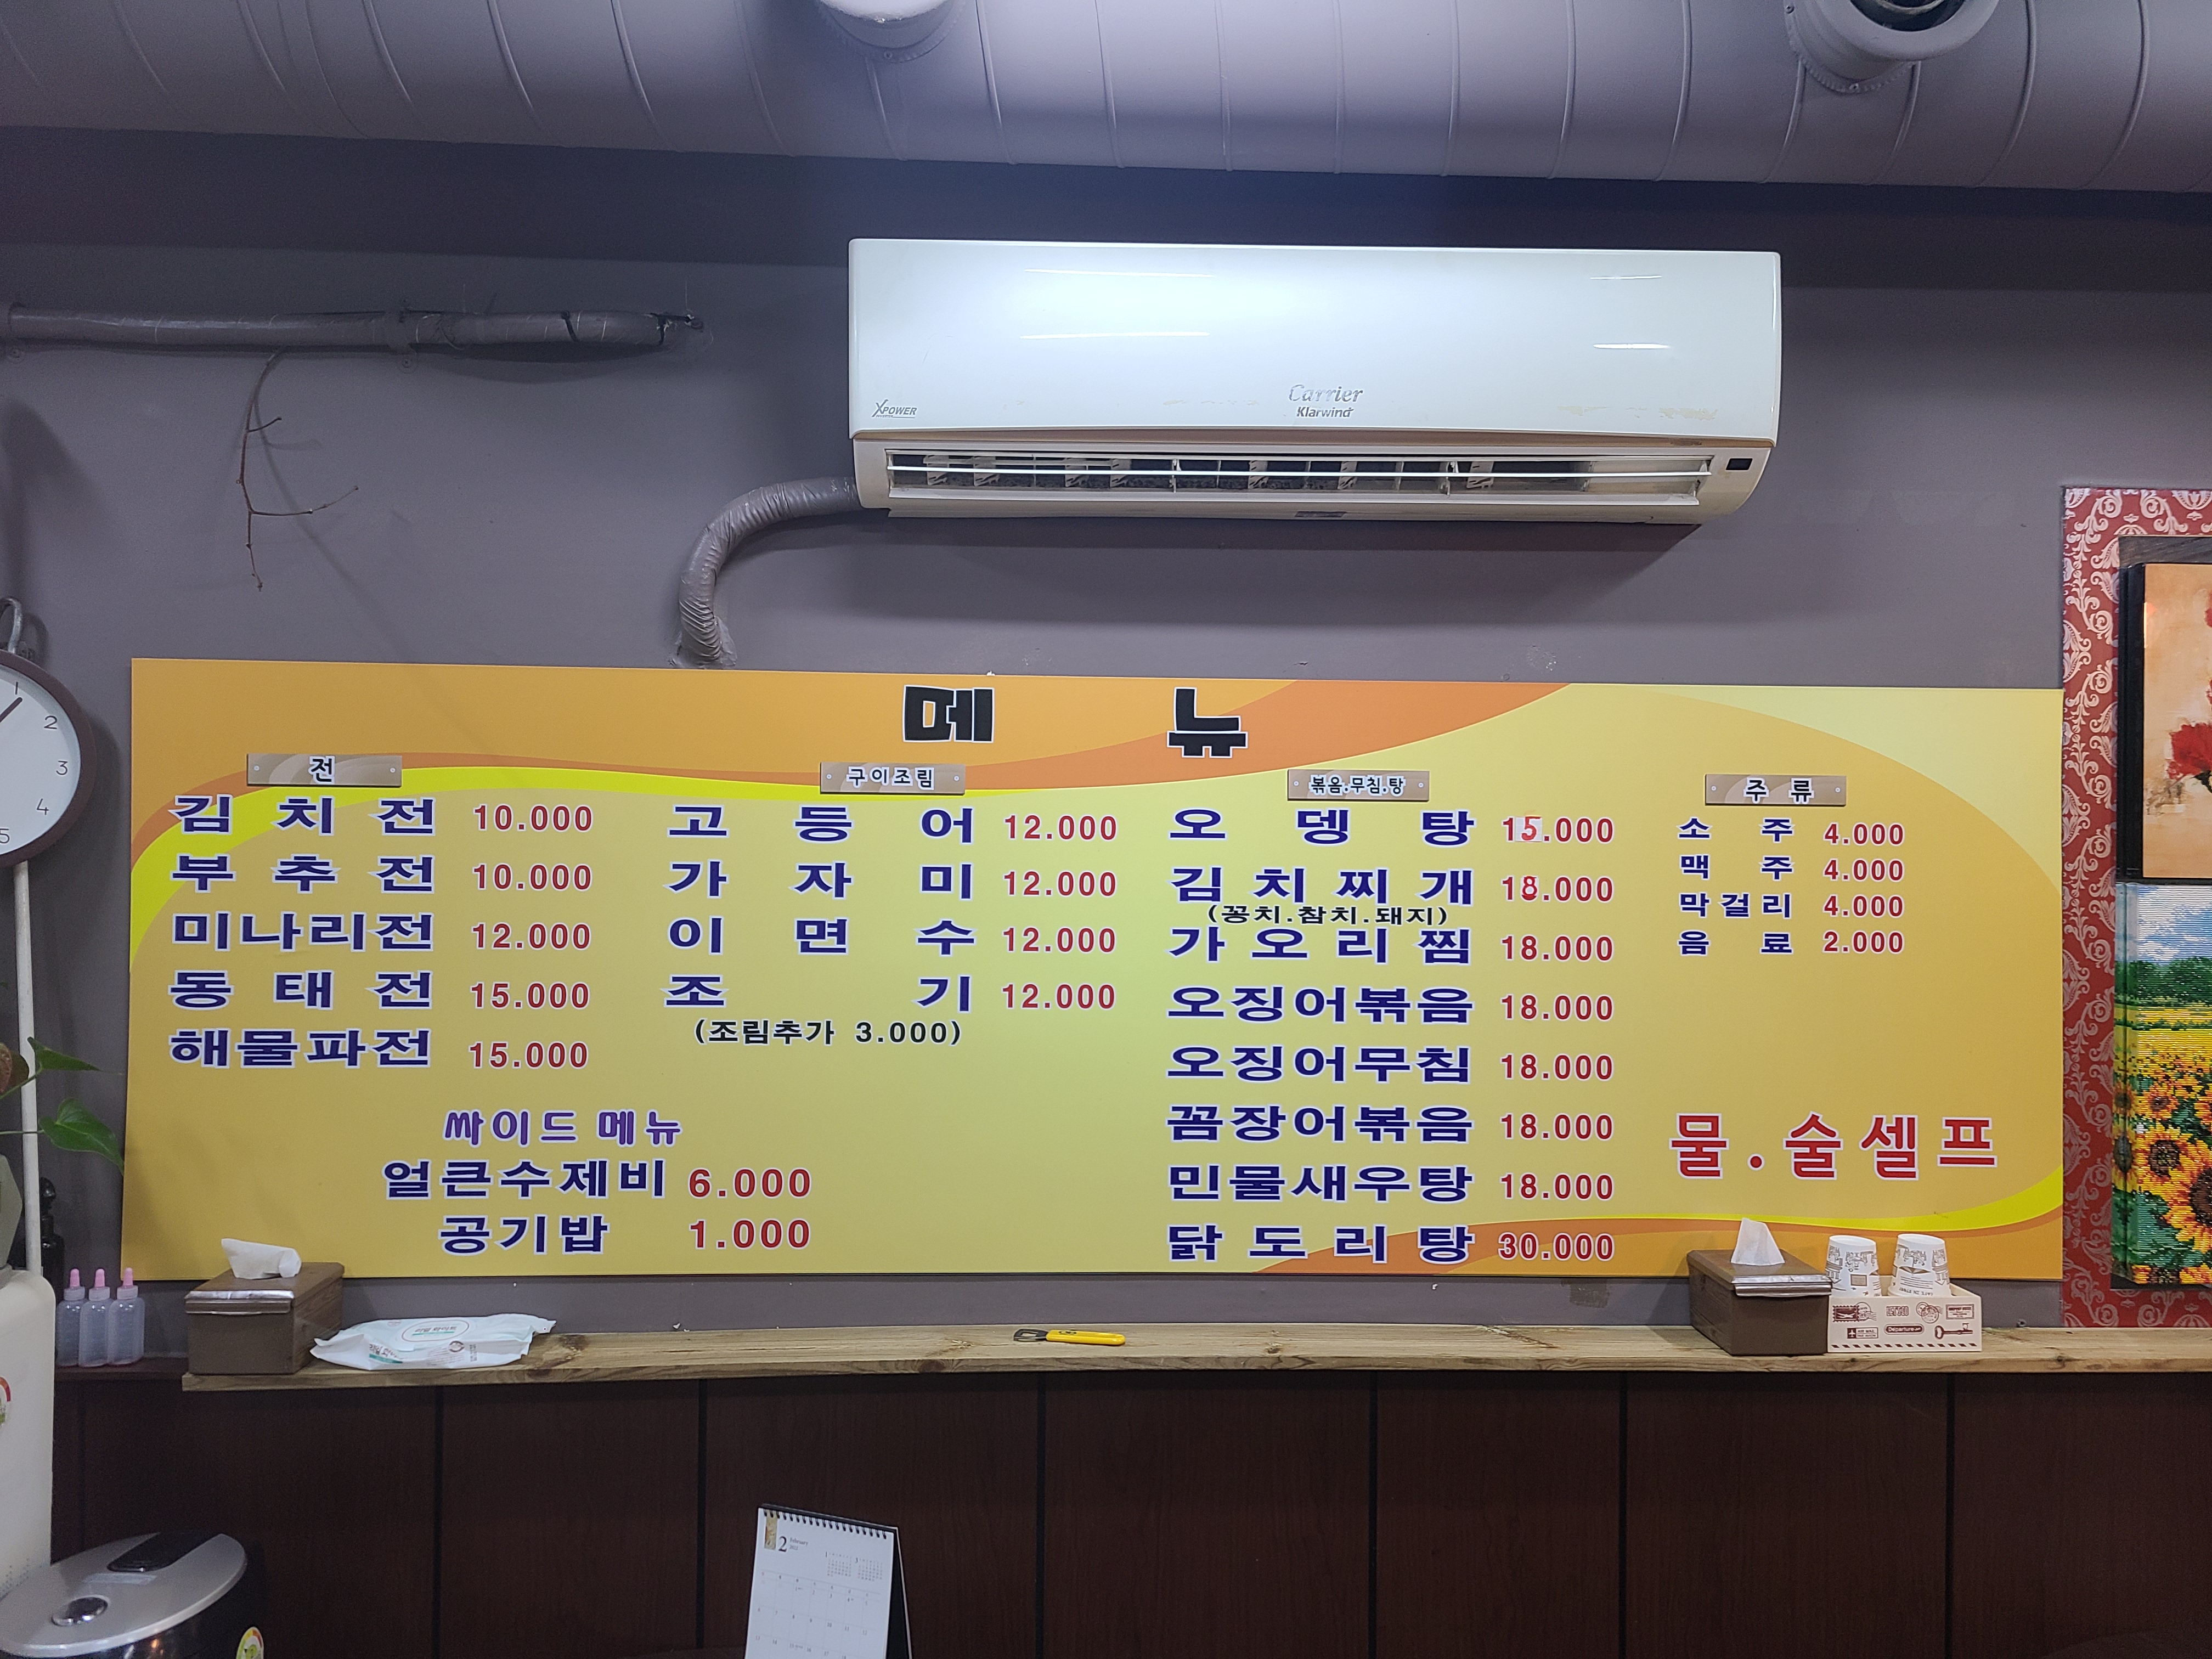 Carrier
XPOWER
Klarwind
메뉴
전
김치전 10.000
부추전 10.000
미나리전 12.000
동태전 15.000
해물파전 15.000
구이조림
고등어 12.000
가자미 12.000
이면수 12.000
조기 12.000
(조림추가 3.000)
싸이드 메뉴
얼큰수제비 6.000
공기밥 1.000
볶음.무침.탕
오뎅탕 15.000
김치찌개 18.000
(꽁치.참치.돼지)
가오리찜 18.000
오징어볶음 18.000
오징어무침 18.000
꼼장어볶음 18.000
민물새우탕 18.000
닭도리탕 30.000
주류
소주 4.000
맥주 4.000
막걸리 4.000
음료 2.000
물.술셀프
1
2
3
4
5
2
February